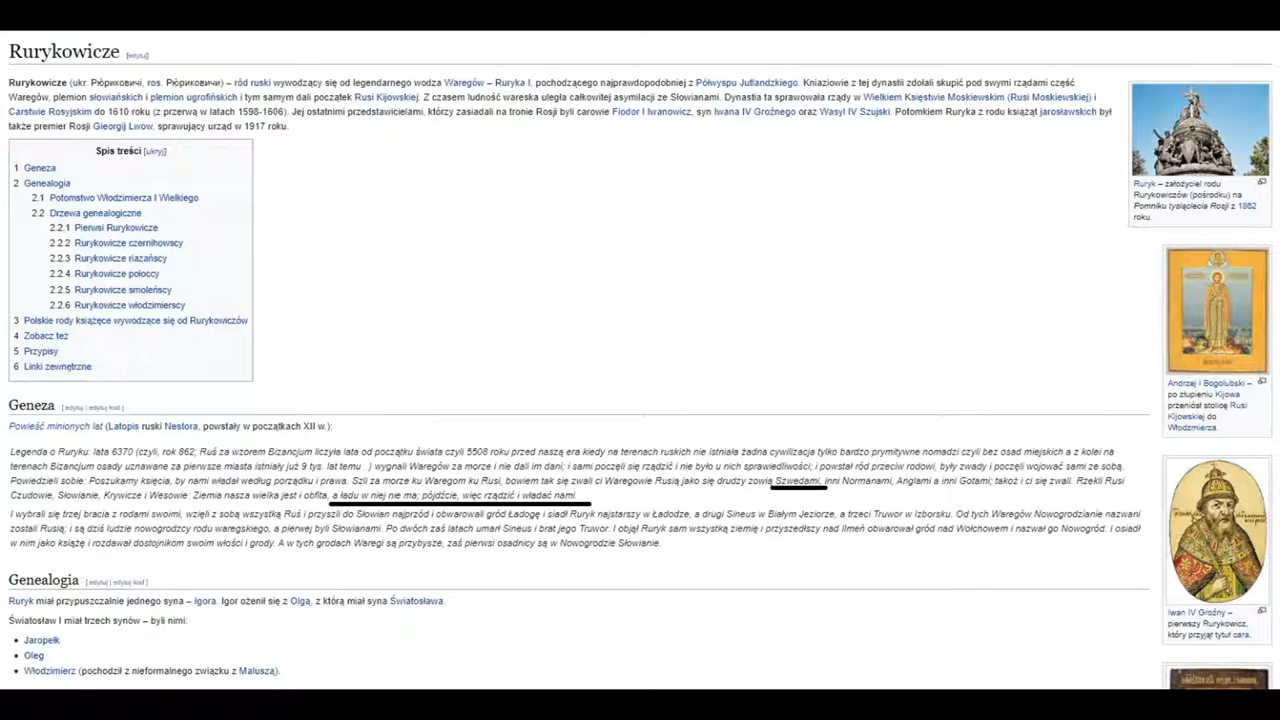 Rurykowicze [edytuj]
Rurykowicze (ukr. Рю́риковичі, ros. Рю́риковичи) – ród ruski wywodzący się od legendarnego wodza Waregów – Ruryka I, pochodzącego najprawdopodobniej z Półwyspu Jutlandzkiego. Kniaziowie z tej dynastii zdołali skupić pod swymi rządami część
Waregów, plemion słowiańskich i plemion ugrofińskich i tym samym dali początek Rusi Kijowskiej. Z czasem ludność wareska uległa całkowitej asymilacji ze Słowianami. Dynastia ta sprawowała rządy w Wielkiem Księstwie Moskiewskim (Rusi Moskiewskiej) i
Carstwie Rosyjskim do 1610 roku (z przerwą w latach 1598-1606). Jej ostatnimi przedstawicielami, którzy zasiadali na tronie Rosji byli carowie Fiodor I Iwanowicz, syn Iwana IV Groźnego oraz Wasyl IV Szujski. Potomkiem Ruryka z rodu książąt jarosławskich był
także premier Rosji Gieorgij Lwow, sprawujący urząd w 1917 roku.
Spis treści [ukryj]
1 Geneza
2 Genealogia
2.1 Potomstwo Włodzimierza I Wielkiego
2.2 Drzewa genealogiczne
2.2.1 Pierwsi Rurykowicze
2.2.2 Rurykowicze czernihowscy
2.2.3 Rurykowicze riazańscy
2.2.4 Rurykowicze połoccy
2.2.5 Rurykowicze smoleńscy
2.2.6 Rurykowicze włodzimierscy
3 Polskie rody książęce wywodzące się od Rurykowiczów
4 Zobacz też
5 Przypisy
6 Linki zewnętrzne
Ruryk – założyciel rodu
Rurykowiczów (pośrodku) na
Pomniku tysiąclecia Rosji z 1862
roku.
Andrzej I Bogolubski –
po złupieniu Kijowa
przeniósł stolicę Rusi
Kijowskiej do
Włodzimierza.
Geneza [ edytuj | edytuj kod ]
Powieść minionych lat (Latopis ruski Nestora, powstały w początkach XII w.):
Legenda o Ruryku: lata 6370 (czyli, rok 862; Ruś za wzorem Bizancjum liczyła lata od początku świata czyli 5508 roku przed naszą era kiedy na terenach ruskich nie istniała żadna cywilizacja tylko bardzo prymitywne nomadzi czyli bez osad miejskich a z kolei na
terenach Bizancjum osady uznawane za pierwsze miasta istniały już 9 tys. lat temu . ) wygnali Waregów za morze i nie dali im dani; i sami poczęli się rządzić i nie było u nich sprawiedliwości; i powstał ród przeciw rodowi, były zwady i poczęli wojować sami ze sobą.
Powiedzieli sobie: Poszukamy księcia, by nami władał według porządku i prawa. Szli za morze ku Waregom ku Rusi, bowiem tak się zwali ci Waregowie Rusią jako się drudzy zowią Szwedami, inni Normanami, Anglami a inni Gotami; takoż i ci się zwali. Rzekli Rusi
Czudowie, Słowianie, Krywicze i Wesowie: Ziemia nasza wielka jest i obfita, a ładu w niej nie ma; pójdźcie, więc rządzić i władać nami.
I wybrali się trzej bracia z rodami swoimi, wzięli z sobą wszystką Ruś i przyszli do Słowian najprzód i obwarowali gród Ładogę i siadł Ruryk najstarszy w Ładodze, a drugi Sineus w Białym Jeziorze, a trzeci Truwor w Izborsku. Od tych Waregów Nowogrodzianie nazwani
zostali Rusią; i są dziś ludzie nowogrodzcy rodu wareskiego, a pierwej byli Słowianami. Po dwóch zaś latach umarł Sineus i brat jego Truwor. I objął Ruryk sam wszystką ziemię i przyszedłszy nad Ilmeń obwarował gród nad Wołchowem i nazwał go Nowogród. I osiadł
w nim jako książę i rozdawał dostojnikom swoim włości i grody. A w tych grodach Waregi są przybysze, zaś pierwsi osadnicy są w Nowogrodzie Słowianie.
Genealogia [ edytuj | edytuj kod ]
Ruryk miał przypuszczalnie jednego syna – Igora. Igor ożenił się z Olgą, z którą miał syna Światosława.
Światosław I miał trzech synów – byli nimi:
Jaropełk
Oleg
Włodzimierz (pochodził z nieformalnego związku z Maluszą).
Iwan IV Groźny –
pierwszy Rurykowicz,
który przyjął tytuł cara.